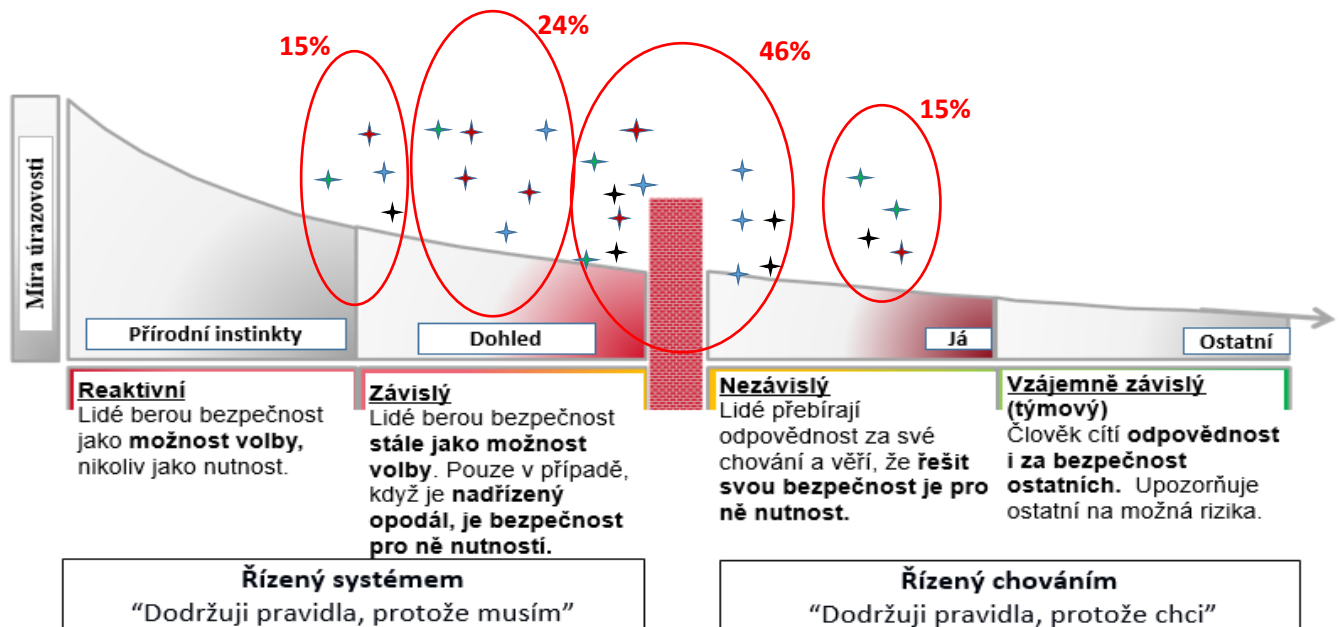 15%
24%
46%
15%
Míra úrazovosti
Přírodní instinkty
Dohled
Já
Ostatní
Reaktivní
Lidé berou bezpečnost
jako možnost volby,
nikoliv jako nutnost.
Závislý
Lidé berou bezpečnost
stále jako možnost
volby. Pouze v případě,
když je nadřízený
opodál, je bezpečnost
pro ně nutností.
Nezávislý
Lidé přebírají
odpovědnost za své
chování a věří, že řešit
svou bezpečnost je pro
ně nutnost.
Vzájemně závislý
(týmový)
Člověk cítí odpovědnost
i za bezpečnost
ostatních. Upozorňuje
ostatní na možná rizika.
Řízený systémem
“Dodržuji pravidla, protože musím”
Řízený chováním
“Dodržuji pravidla, protože chci”